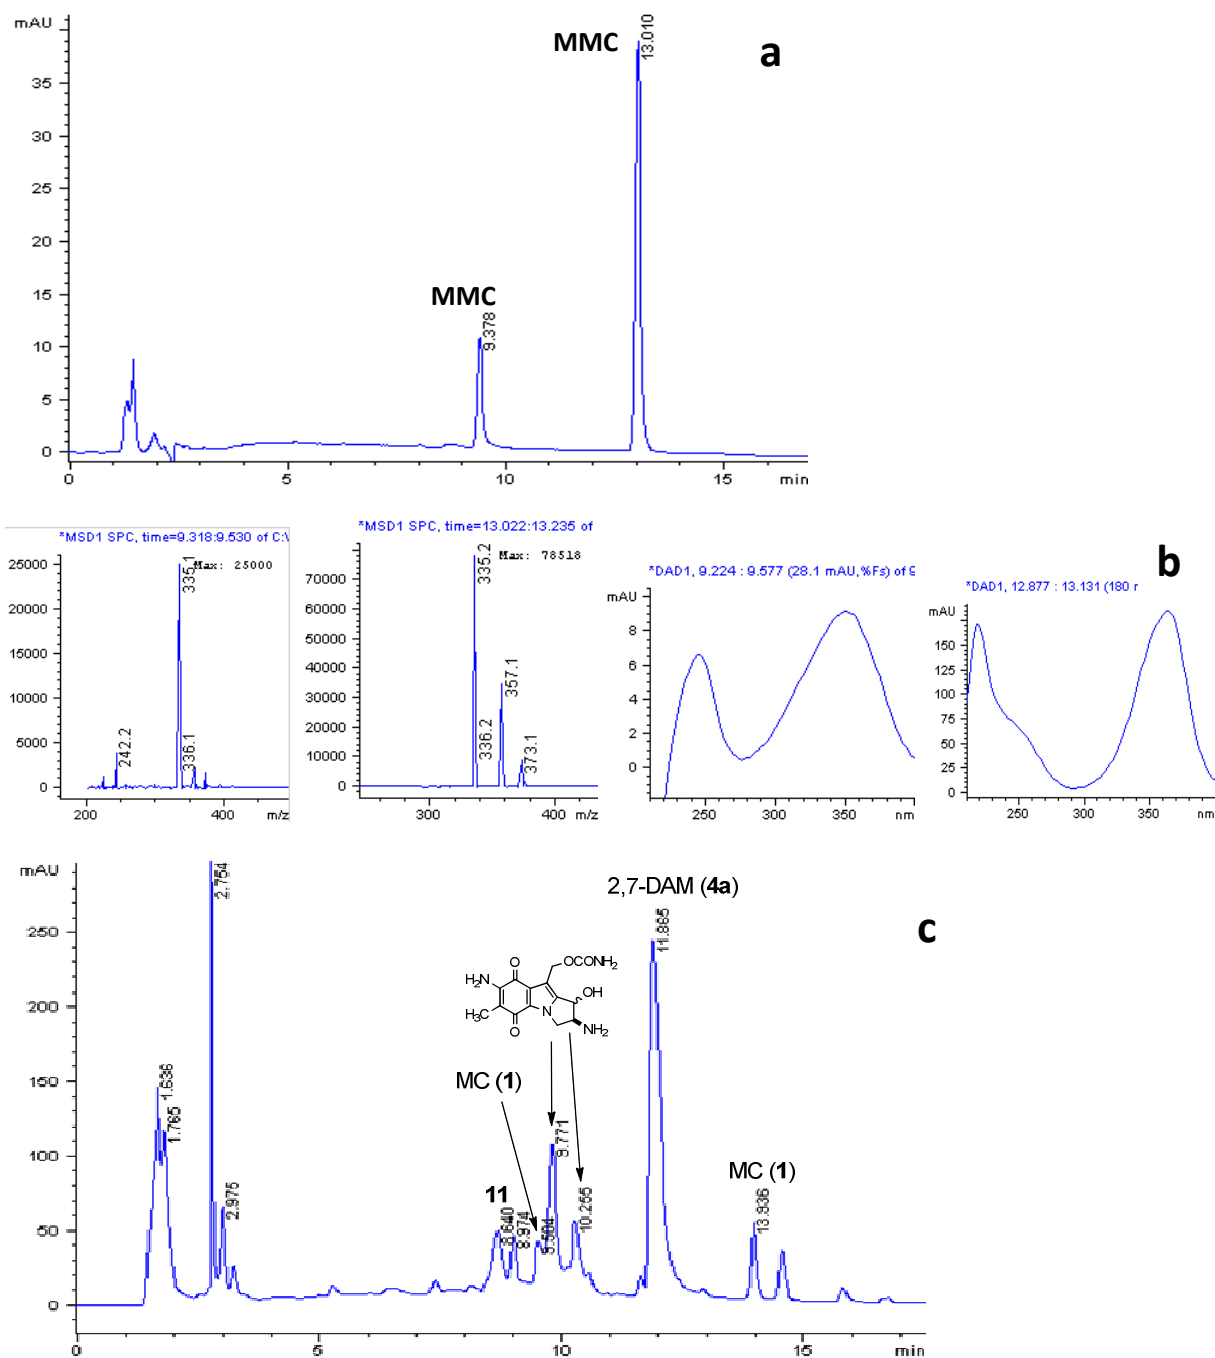 mAU
MMC
13.010
a
35
30
25
20
15
MMC
9.378
10
5
0
0
5
10
15
min
*MSD1 SPC, time=9.318:9.530 of C:\
25000
335.1
Max: 25000
20000
15000
10000
5000
242.2
336.1
0
200
400
m/z
*MSD1 SPC, time=13.022:13.235 of
335.2
Max: 78518
70000
60000
50000
40000
357.1
30000
20000
336.2
10000
373.1
0
300
400
m/z
*DAD1, 9.224 : 9.577 (28.1 mAU,%Fs) of 9
mAU
8
6
4
2
0
250
300
350
nm
b
*DAD1, 12.877 : 13.131 (180 r
mAU
175
150
125
100
75
50
25
0
250
300
350
nm
mAU
2.754
2,7-DAM (4a)
11.865
c
250
OCONH2
H2N
O
OH
N
H3C
O
NH2
200
150
1.636
1.765
MC (1)
9.771
100
2.975
11
8.640
8.974
9.504
10.255
MC (1)
13.936
50
0
0
5
10
15
min